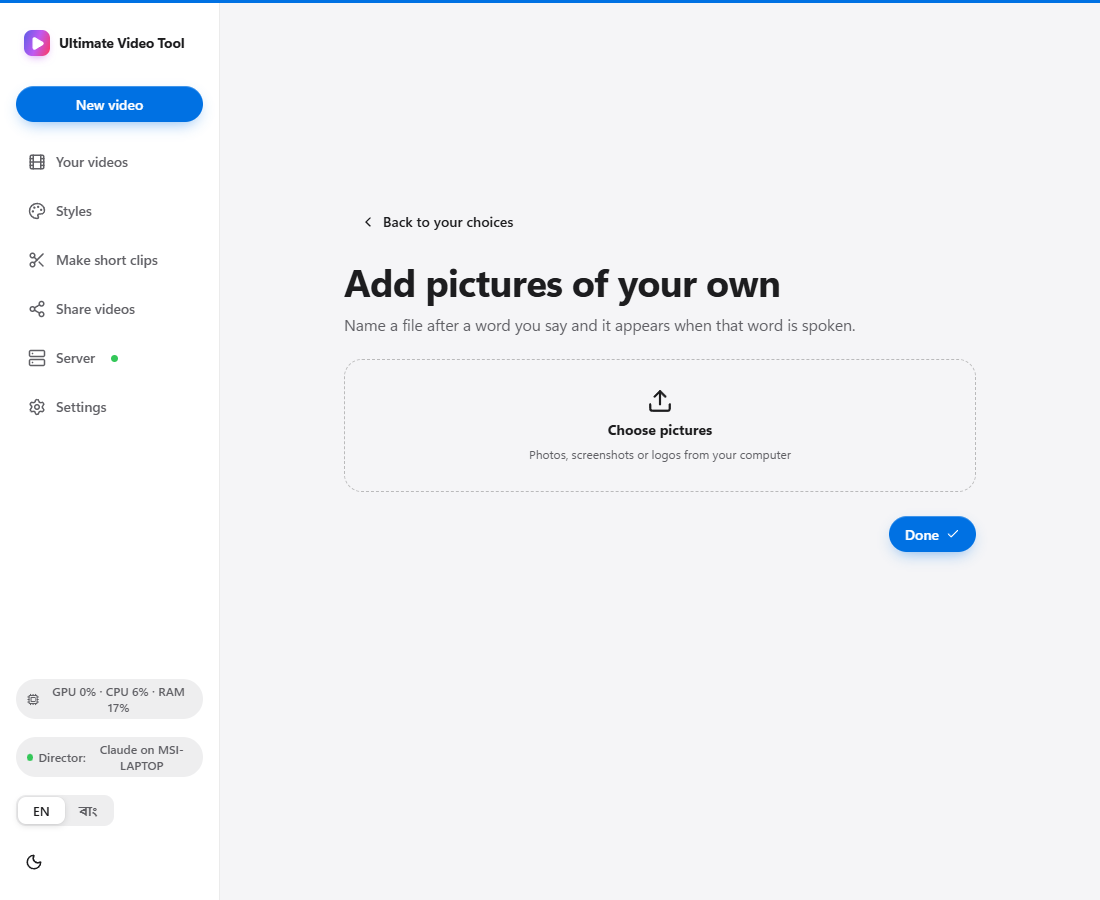 Ultimate Video Tool
New video
Your videos
Styles
Make short clips
Share videos
Server
Settings
GPU 0% · CPU 6% · RAM
17%
Director: Claude on MSI-
LAPTOP
EN বাং
Back to your choices
Add pictures of your own
Name a file after a word you say and it appears when that word is spoken.
Choose pictures
Photos, screenshots or logos from your computer
Done